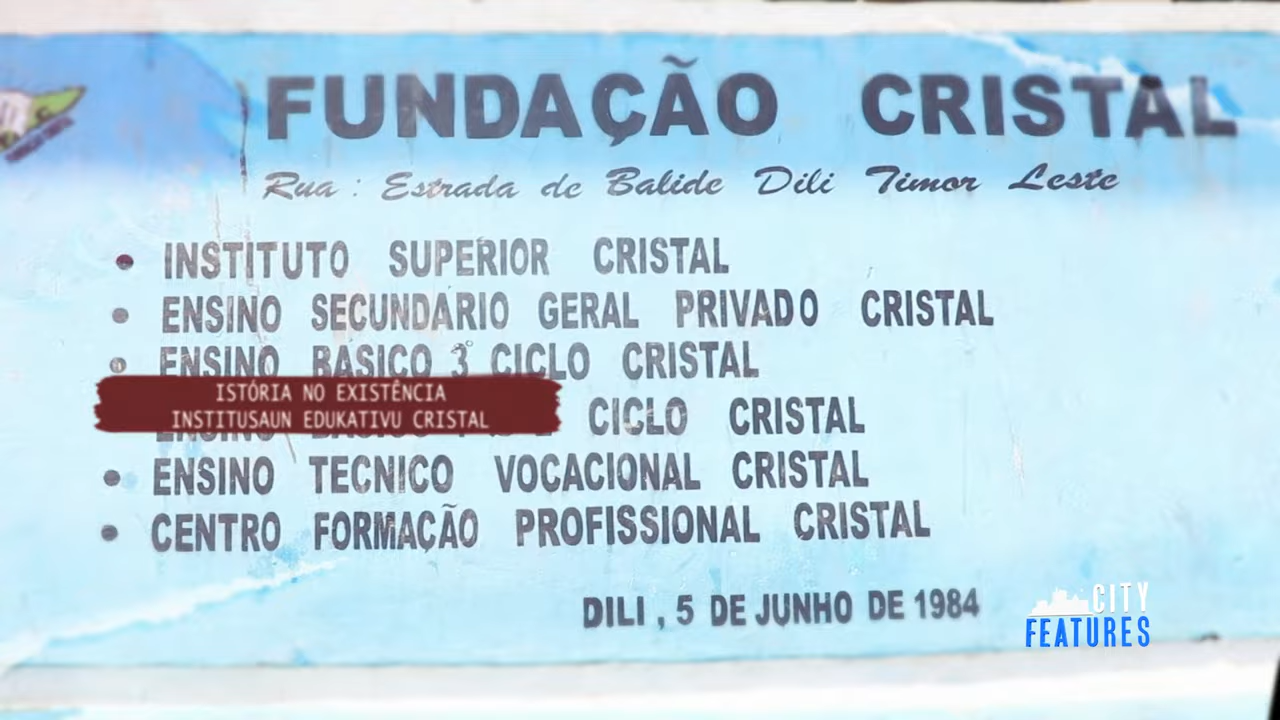 FUNDAÇÃO CRISTAL
Rua : Estrada de Balide Dili Timor Leste
• INSTITUTO SUPERIOR CRISTAL
• ENSINO SECUNDARIO GERAL PRIVADO CRISTAL
• ENSINO BASICO 3º CICLO CRISTAL
ISTÓRIA NO EXISTÊNCIA
INSTITUSAUN EDUKATIVU CRISTAL
ENSINO BASICO CICLO CRISTAL
• ENSINO TECNICO VOCACIONAL CRISTAL
• CENTRO FORMAÇÃO PROFISSIONAL CRISTAL
DILI , 5 DE JUNHO DE 1984
CITY
FEATURES